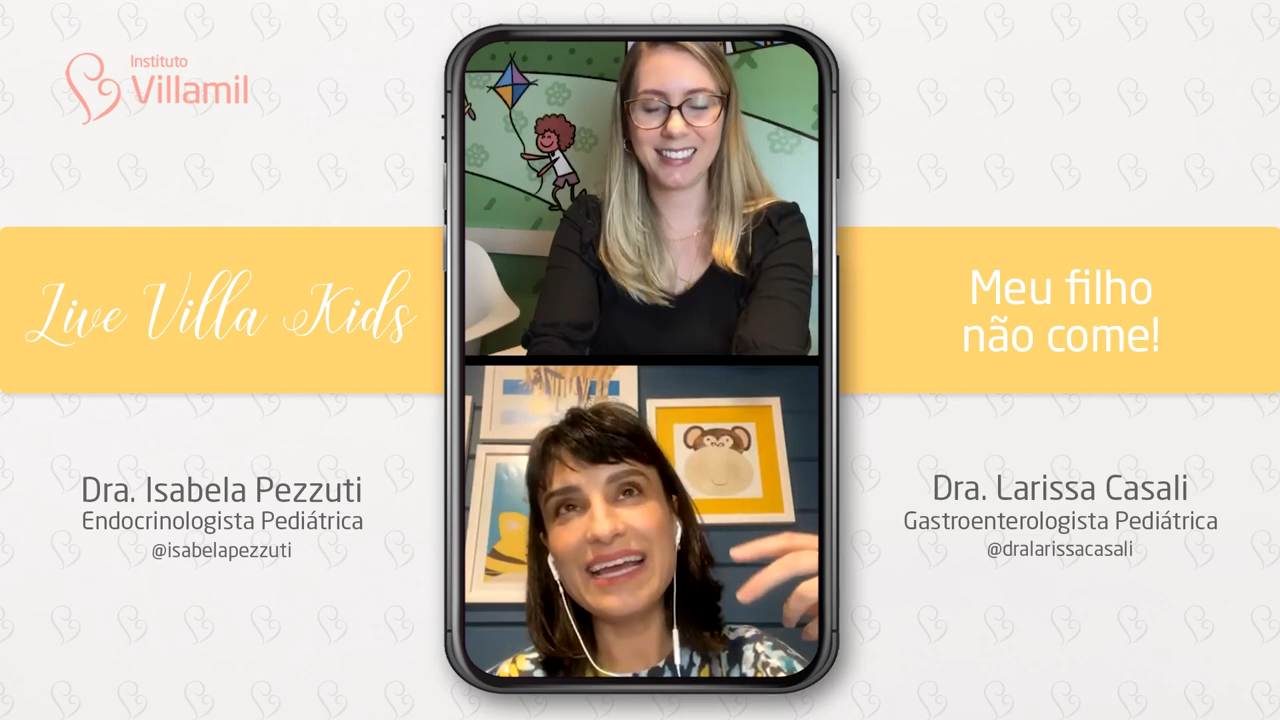 Instituto
Villamil
Live Villa Kids
Meu filho
não come!
Dra. Isabela Pezzuti
Endocrinologista Pediátrica
@isabelapezzuti
Dra. Larissa Casali
Gastroenterologista Pediátrica
@dralarissacasali